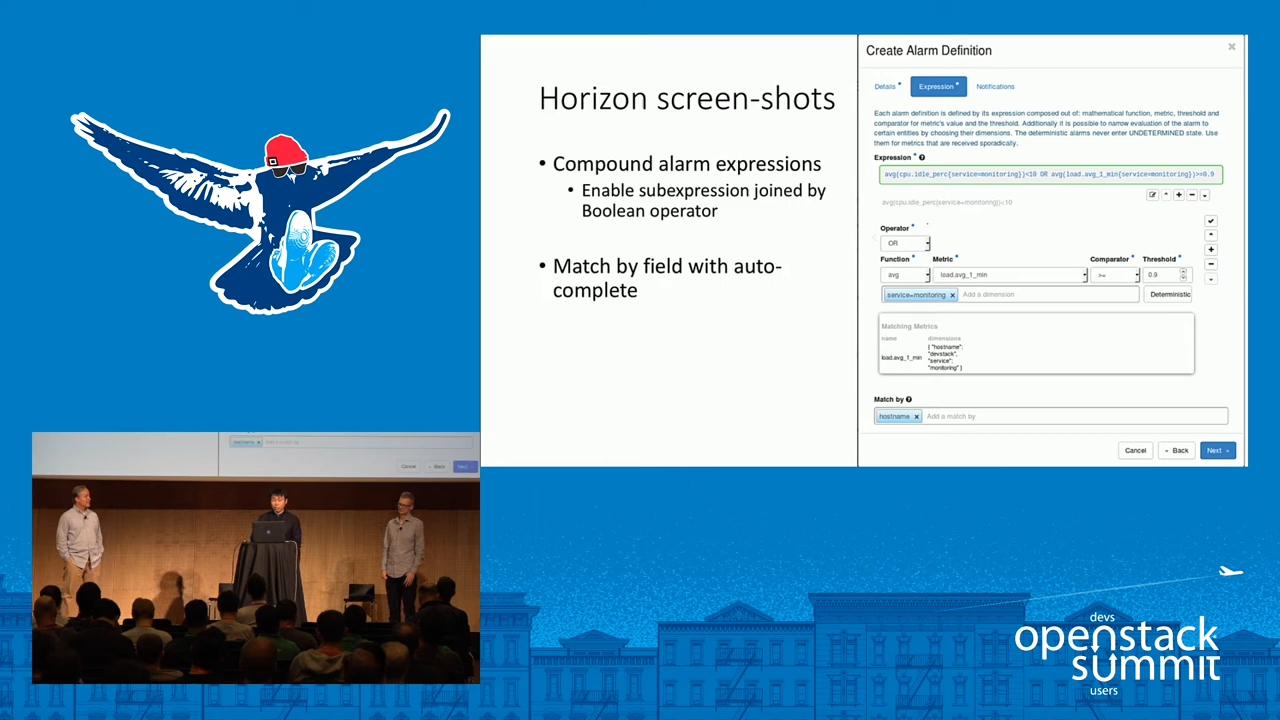 Horizon screen-shots
• Compound alarm expressions
• Enable subexpression joined by
Boolean operator
• Match by field with auto-
complete
Create Alarm Definition
×
Details *
Expression *
Notifications
Each alarm definition is defined by its expression composed out of: mathematical function, metric, threshold and
comparator for metric's value and the threshold. Additionally it is possible to narrow evaluation of the alarm to
certain entities by choosing their dimensions. The deterministic alarms never enter UNDETERMINED state. Use
them for metrics that are received sporadically.
Expression *
avg(cpu.idle_perc{service=monitoring})<10 OR avg(load.avg_1_min{service=monitoring})>=0.9
avg(cpu.idle_perc{service=monitoring})<10
Operator *
OR
Function * Metric * Comparator * Threshold *
avg load.avg_1_min >= 0.9
service=monitoring × Add a dimension Deterministic
Matching Metrics
name dimensions
{ "hostname":
"devstack",
"service":
"monitoring" }
load.avg_1_min
Match by
hostname × Add a match by
Cancel « Back Next »
hostname × Add a match by
Cancel « Back Next »
devs
openstack
summit
users